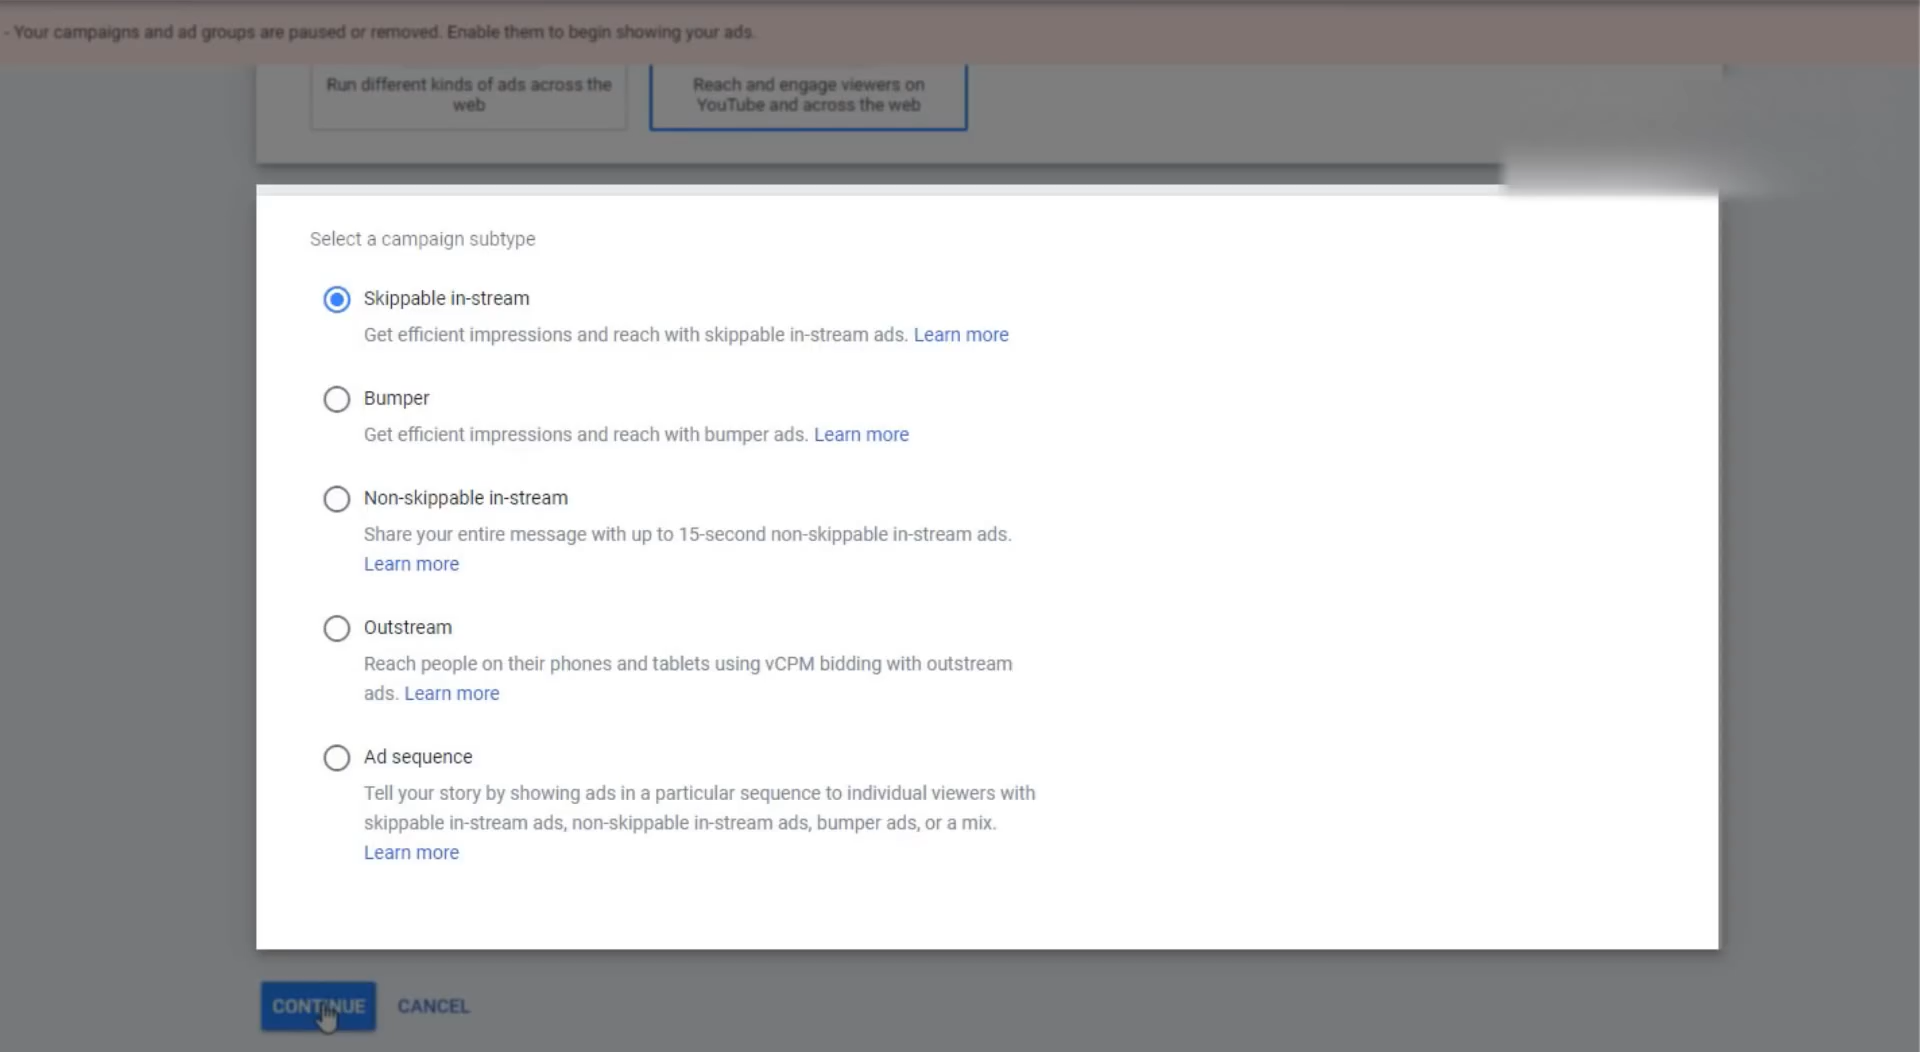 - Your campaigns and ad groups are paused or removed. Enable them to begin showing your ads.
Run different kinds of ads across the
web
Reach and engage viewers on
YouTube and across the web
Select a campaign subtype
Skippable in-stream
Get efficient impressions and reach with skippable in-stream ads. Learn more
Bumper
Get efficient impressions and reach with bumper ads. Learn more
Non-skippable in-stream
Share your entire message with up to 15-second non-skippable in-stream ads.
Learn more
Outstream
Reach people on their phones and tablets using vCPM bidding with outstream
ads. Learn more
Ad sequence
Tell your story by showing ads in a particular sequence to individual viewers with
skippable in-stream ads, non-skippable in-stream ads, bumper ads, or a mix.
Learn more
CONTINUE
CANCEL